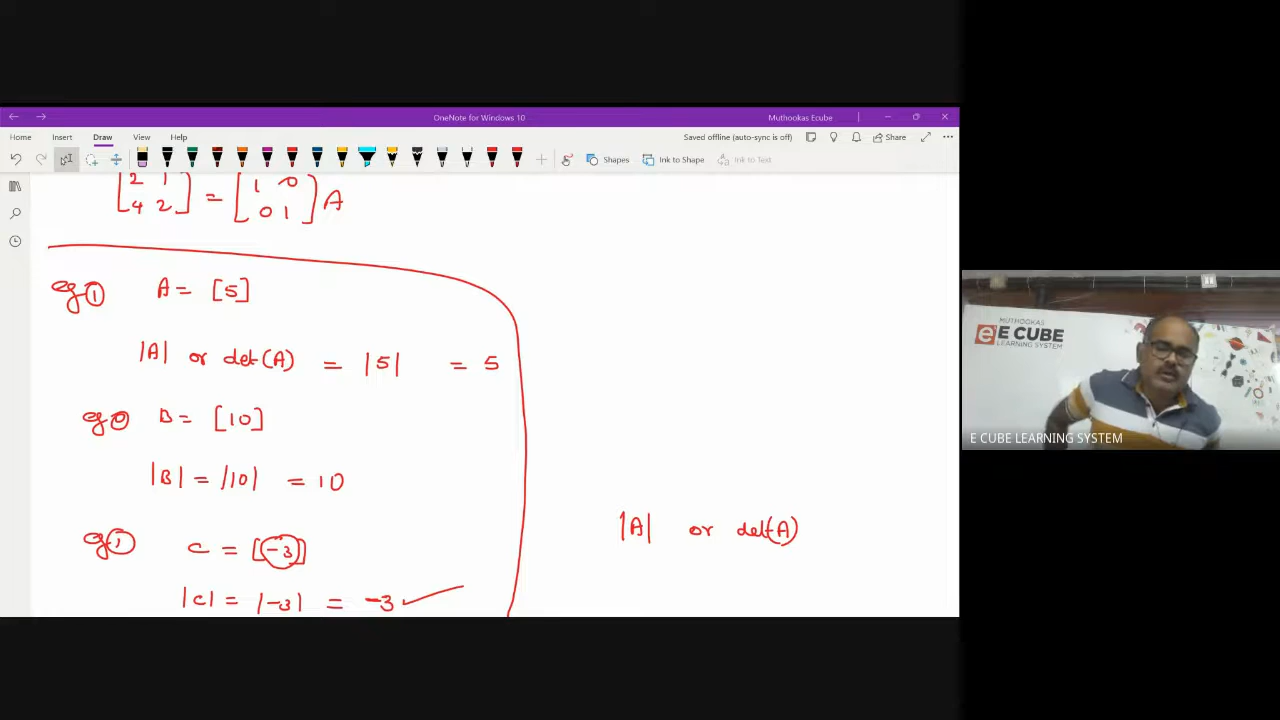 OneNote for Windows 10
Muthookas Ecube
Home Insert Draw View Help
Saved offline (auto-sync is off)
Share
Shapes
Ink to Shape
Ink to Text
[2 1
4 2] = [1 0
0 1] A
eg ① A = [5]
|A| or det(A) = |5| = 5
eg B = [10]
|B| = |10| = 10
eg C = [-3]
|C| = |-3| = -3
|A| or det(A)
MUTHOOKAS
e E CUBE
LEARNING SYSTEM
E CUBE LEARNING SYSTEM